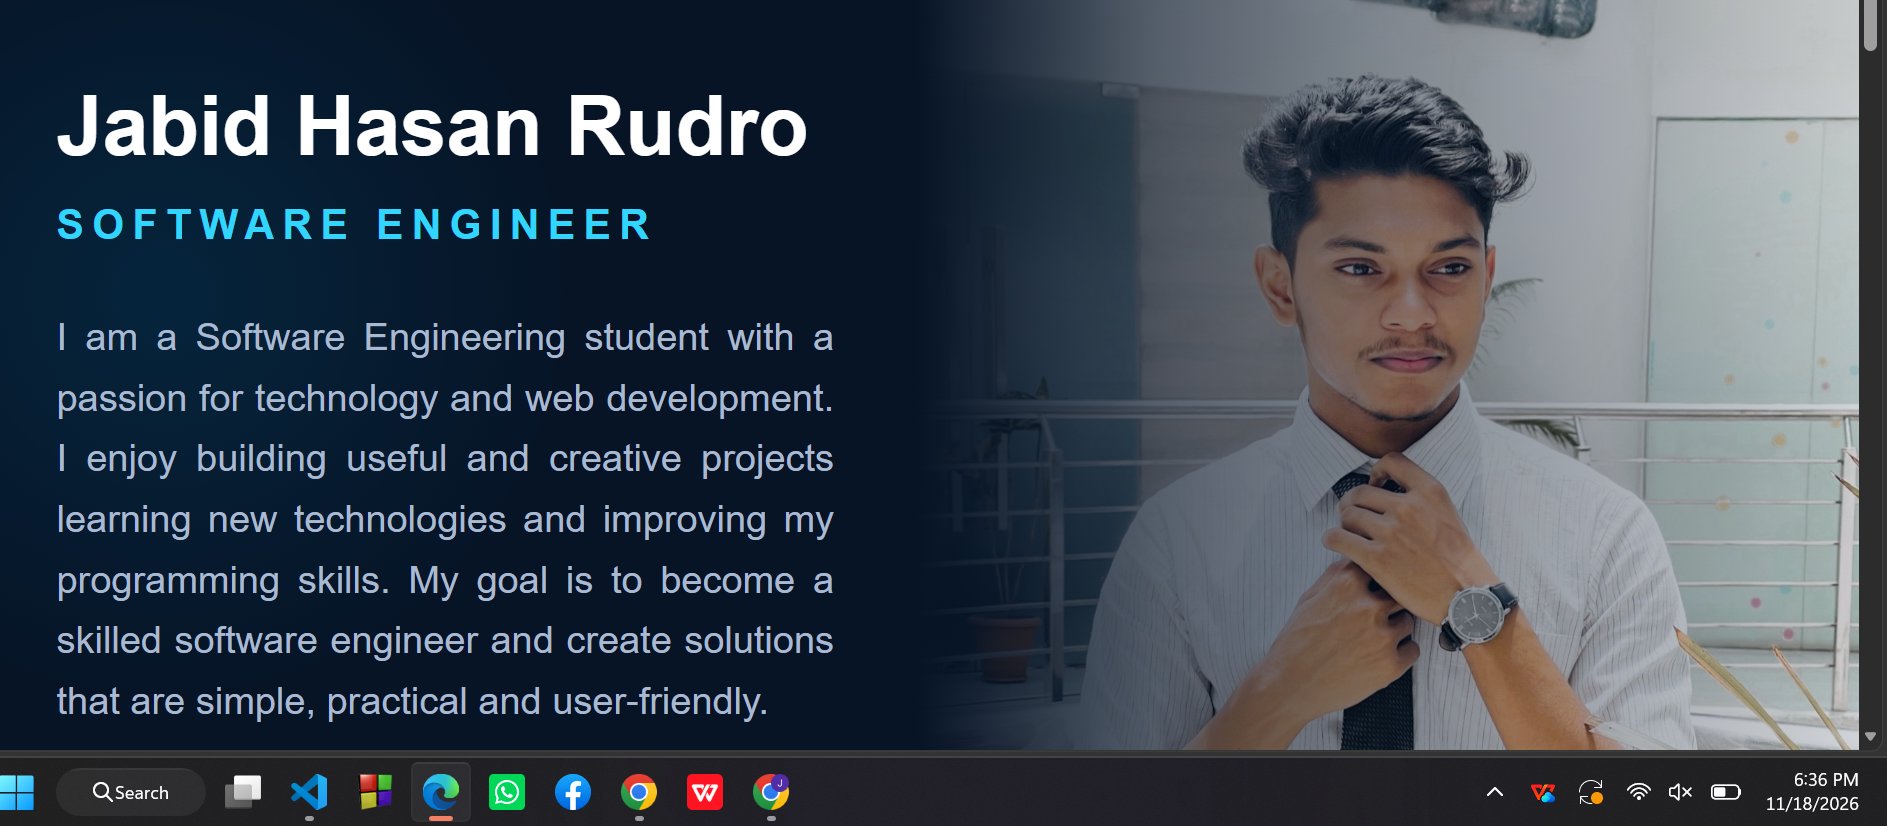 Jabid Hasan Rudro
SOFTWARE ENGINEER
I am a Software Engineering student with a
passion for technology and web development.
I enjoy building useful and creative projects
learning new technologies and improving my
programming skills. My goal is to become a
skilled software engineer and create solutions
that are simple, practical and user-friendly.
Search
J
6:36 PM
11/18/2026